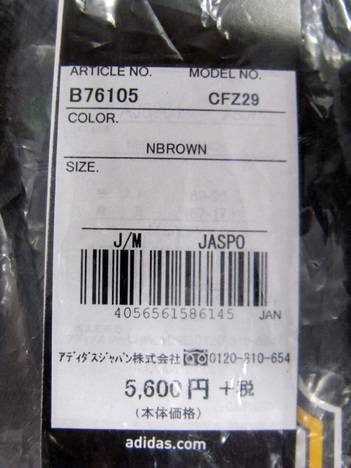 ARTICLE NO. MODEL NO.
B76105 CFZ29
COLOR.
NBROWN
SIZE.
J/M JASPO
4056561586145 JAN
アディダスジャパン株式会社 0120-810-654
5,600円 +税
(本体価格)
adidas.com